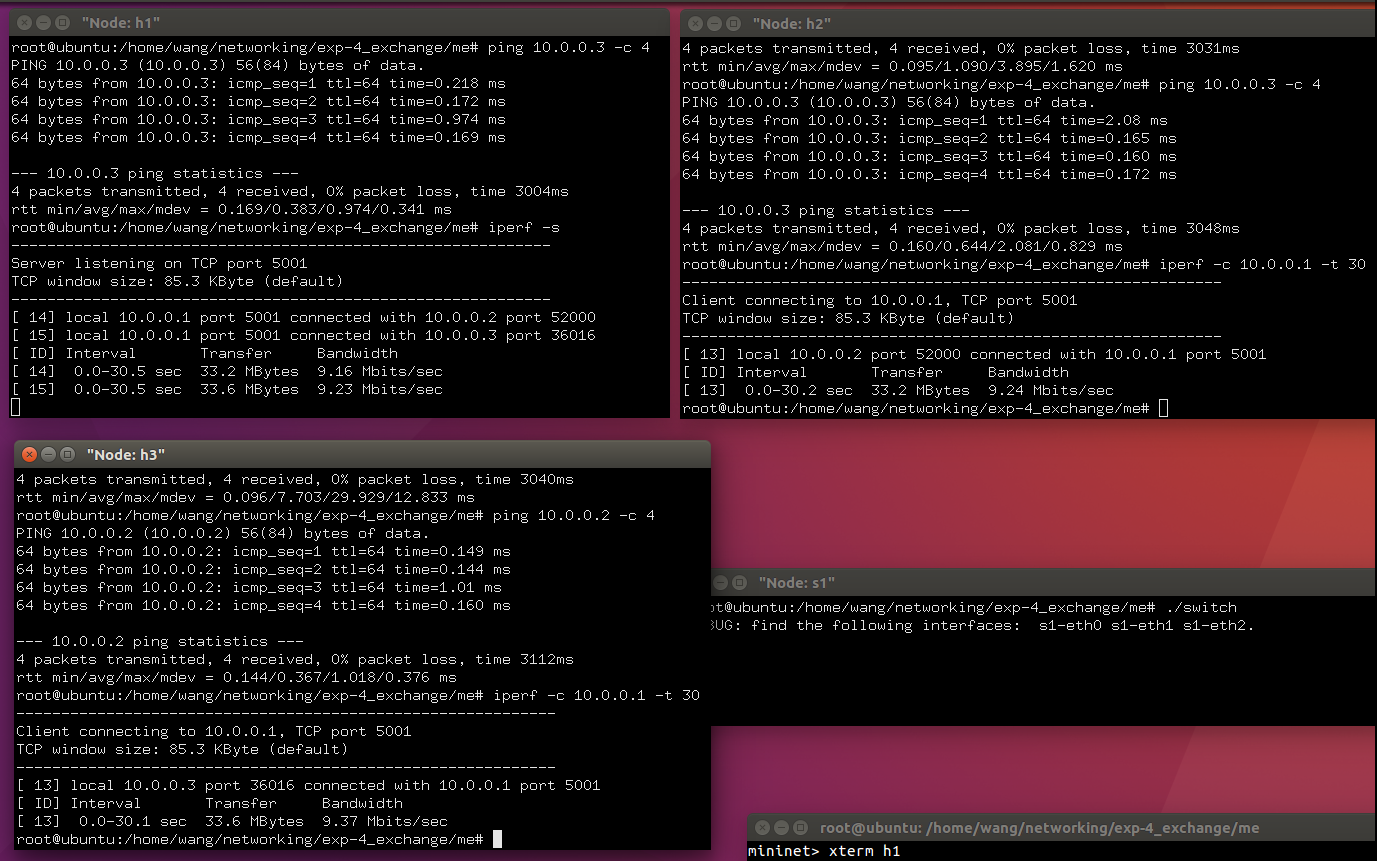 "Node: h1"
root@ubuntu:/home/wang/networking/exp-4_exchange/me# ping 10.0.0.3 -c 4
PING 10.0.0.3 (10.0.0.3) 56(84) bytes of data.
64 bytes from 10.0.0.3: icmp_seq=1 ttl=64 time=0.218 ms
64 bytes from 10.0.0.3: icmp_seq=2 ttl=64 time=0.172 ms
64 bytes from 10.0.0.3: icmp_seq=3 ttl=64 time=0.974 ms
64 bytes from 10.0.0.3: icmp_seq=4 ttl=64 time=0.169 ms
--- 10.0.0.3 ping statistics ---
4 packets transmitted, 4 received, 0% packet loss, time 3004ms
rtt min/avg/max/mdev = 0.169/0.383/0.974/0.341 ms
root@ubuntu:/home/wang/networking/exp-4_exchange/me# iperf -s
------------------------------------------------------------
Server listening on TCP port 5001
TCP window size: 85.3 KByte (default)
------------------------------------------------------------
[ 14] local 10.0.0.1 port 5001 connected with 10.0.0.2 port 52000
[ 15] local 10.0.0.1 port 5001 connected with 10.0.0.3 port 36016
[ ID] Interval       Transfer     Bandwidth
[ 14]  0.0-30.5 sec  33.2 MBytes  9.16 Mbits/sec
[ 15]  0.0-30.5 sec  33.6 MBytes  9.23 Mbits/sec
"Node: h2"
4 packets transmitted, 4 received, 0% packet loss, time 3031ms
rtt min/avg/max/mdev = 0.095/1.090/3.895/1.620 ms
root@ubuntu:/home/wang/networking/exp-4_exchange/me# ping 10.0.0.3 -c 4
PING 10.0.0.3 (10.0.0.3) 56(84) bytes of data.
64 bytes from 10.0.0.3: icmp_seq=1 ttl=64 time=2.08 ms
64 bytes from 10.0.0.3: icmp_seq=2 ttl=64 time=0.165 ms
64 bytes from 10.0.0.3: icmp_seq=3 ttl=64 time=0.160 ms
64 bytes from 10.0.0.3: icmp_seq=4 ttl=64 time=0.172 ms
--- 10.0.0.3 ping statistics ---
4 packets transmitted, 4 received, 0% packet loss, time 3048ms
rtt min/avg/max/mdev = 0.160/0.644/2.081/0.829 ms
root@ubuntu:/home/wang/networking/exp-4_exchange/me# iperf -c 10.0.0.1 -t 30
------------------------------------------------------------
Client connecting to 10.0.0.1, TCP port 5001
TCP window size: 85.3 KByte (default)
------------------------------------------------------------
[ 13] local 10.0.0.2 port 52000 connected with 10.0.0.1 port 5001
[ ID] Interval       Transfer     Bandwidth
[ 13]  0.0-30.2 sec  33.2 MBytes  9.24 Mbits/sec
root@ubuntu:/home/wang/networking/exp-4_exchange/me#
"Node: h3"
4 packets transmitted, 4 received, 0% packet loss, time 3040ms
rtt min/avg/max/mdev = 0.096/7.703/29.929/12.833 ms
root@ubuntu:/home/wang/networking/exp-4_exchange/me# ping 10.0.0.2 -c 4
PING 10.0.0.2 (10.0.0.2) 56(84) bytes of data.
64 bytes from 10.0.0.2: icmp_seq=1 ttl=64 time=0.149 ms
64 bytes from 10.0.0.2: icmp_seq=2 ttl=64 time=0.144 ms
64 bytes from 10.0.0.2: icmp_seq=3 ttl=64 time=1.01 ms
64 bytes from 10.0.0.2: icmp_seq=4 ttl=64 time=0.160 ms
--- 10.0.0.2 ping statistics ---
4 packets transmitted, 4 received, 0% packet loss, time 3112ms
rtt min/avg/max/mdev = 0.144/0.367/1.018/0.376 ms
root@ubuntu:/home/wang/networking/exp-4_exchange/me# iperf -c 10.0.0.1 -t 30
------------------------------------------------------------
Client connecting to 10.0.0.1, TCP port 5001
TCP window size: 85.3 KByte (default)
------------------------------------------------------------
[ 13] local 10.0.0.3 port 36016 connected with 10.0.0.1 port 5001
[ ID] Interval       Transfer     Bandwidth
[ 13]  0.0-30.1 sec  33.6 MBytes  9.37 Mbits/sec
root@ubuntu:/home/wang/networking/exp-4_exchange/me#
"Node: s1"
t@ubuntu:/home/wang/networking/exp-4_exchange/me# ./switch
UG: find the following interfaces:  s1-eth0 s1-eth1 s1-eth2.
root@ubuntu: /home/wang/networking/exp-4_exchange/me
mininet> xterm h1